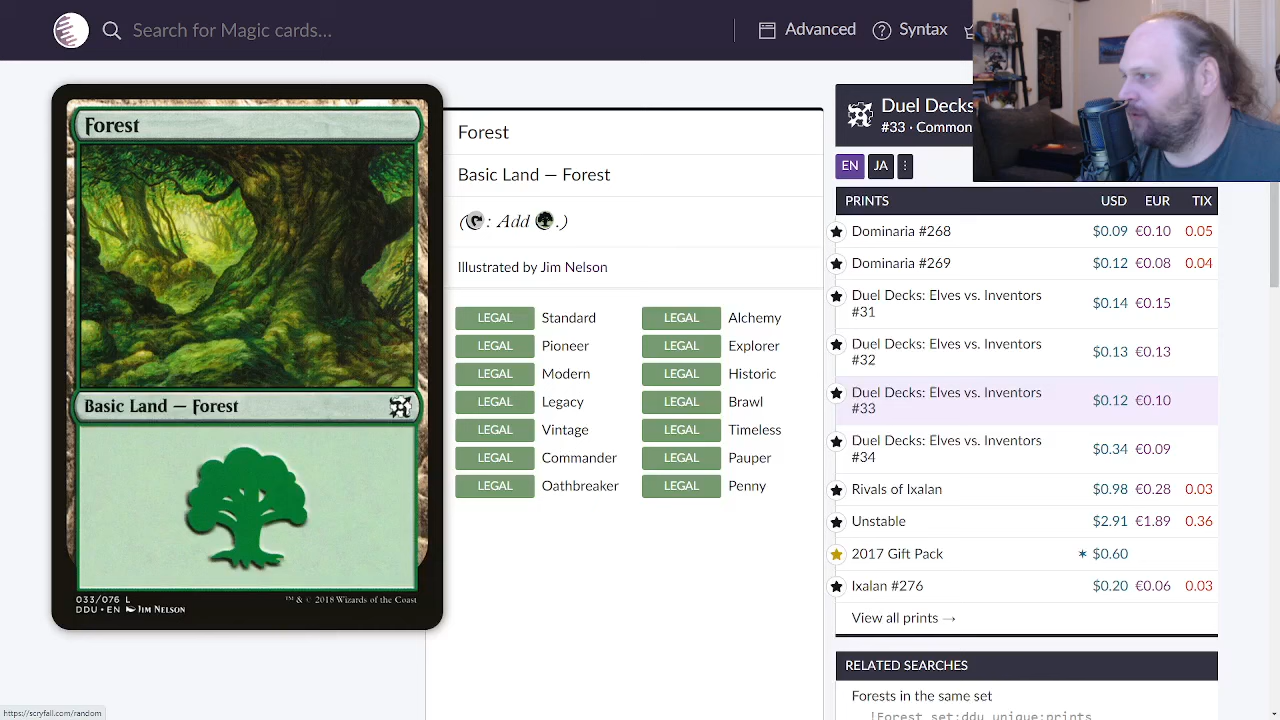 Search for Magic cards...
Advanced
Syntax
Forest
Basic Land — Forest
033/076 L
DDU • EN JIM NELSON
™ & © 2018 Wizards of the Coast
Forest
Basic Land — Forest
( : Add .)
Illustrated by Jim Nelson
LEGAL Standard LEGAL Alchemy
LEGAL Pioneer LEGAL Explorer
LEGAL Modern LEGAL Historic
LEGAL Legacy LEGAL Brawl
LEGAL Vintage LEGAL Timeless
LEGAL Commander LEGAL Pauper
LEGAL Oathbreaker LEGAL Penny
Duel Decks
#33 · Common
EN JA
PRINTS USD EUR TIX
Dominaria #268 $0.09 €0.10 0.05
Dominaria #269 $0.12 €0.08 0.04
Duel Decks: Elves vs. Inventors
#31 $0.14 €0.15
Duel Decks: Elves vs. Inventors
#32 $0.13 €0.13
Duel Decks: Elves vs. Inventors
#33 $0.12 €0.10
Duel Decks: Elves vs. Inventors
#34 $0.34 €0.09
Rivals of Ixalan $0.98 €0.28 0.03
Unstable $2.91 €1.89 0.36
2017 Gift Pack $0.60
Ixalan #276 $0.20 €0.06 0.03
View all prints →
RELATED SEARCHES
Forests in the same set
!Forest set:ddu unique:prints
https://scryfall.com/random